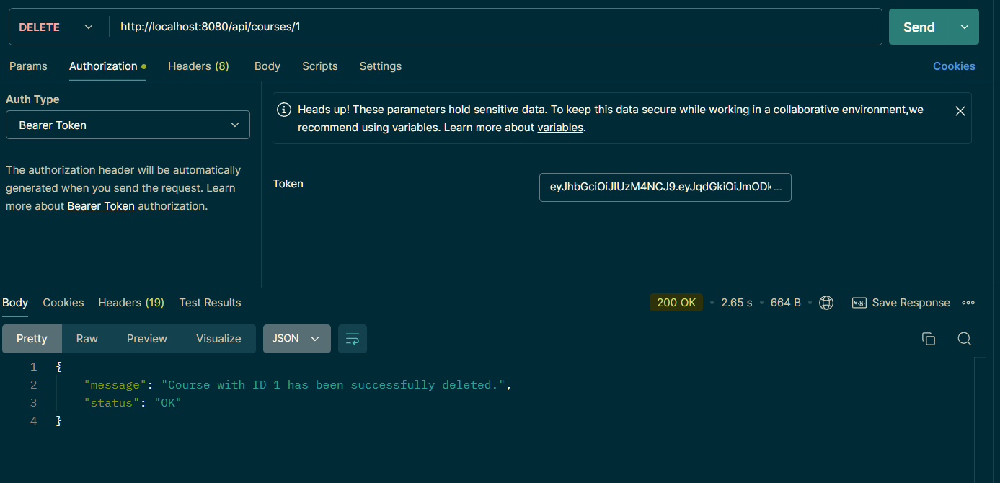 DELETE http://localhost:8080/api/courses/1 Send
Params Authorization Headers (8) Body Scripts Settings Cookies
Auth Type
Bearer Token
The authorization header will be automatically
generated when you send the request. Learn
more about Bearer Token authorization.
Heads up! These parameters hold sensitive data. To keep this data secure while working in a collaborative environment,we
recommend using variables. Learn more about variables.
Token eyJhbGciOiJIUzM4NCJ9.eyJqdGkiOiJmODk...
Body Cookies Headers (19) Test Results 200 OK 2.65 s 664 B e.g. Save Response
Pretty Raw Preview Visualize JSON
1 {
2 "message": "Course with ID 1 has been successfully deleted.",
3 "status": "OK"
4 }